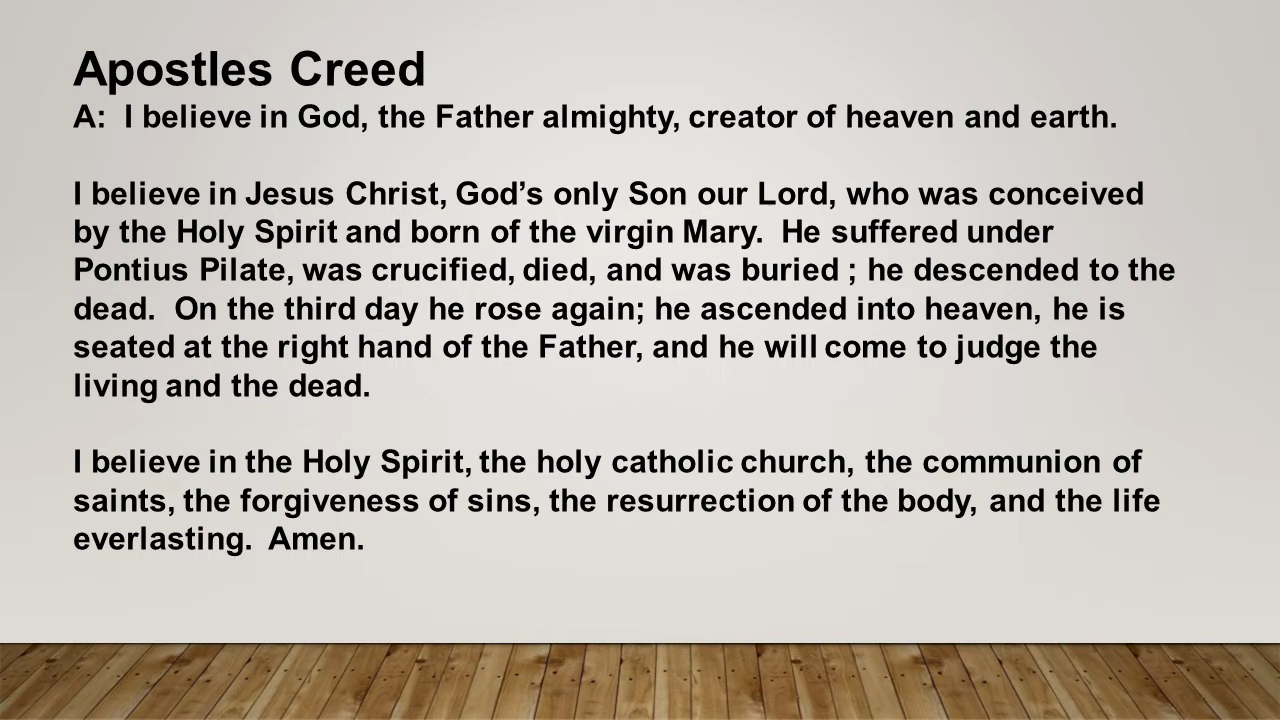 Apostles Creed
A:  I believe in God, the Father almighty, creator of heaven and earth.
I believe in Jesus Christ, God’s only Son our Lord, who was conceived
by the Holy Spirit and born of the virgin Mary.  He suffered under
Pontius Pilate, was crucified, died, and was buried ; he descended to the
dead.  On the third day he rose again; he ascended into heaven, he is
seated at the right hand of the Father, and he will come to judge the
living and the dead.
I believe in the Holy Spirit, the holy catholic church, the communion of
saints, the forgiveness of sins, the resurrection of the body, and the life
everlasting.  Amen.